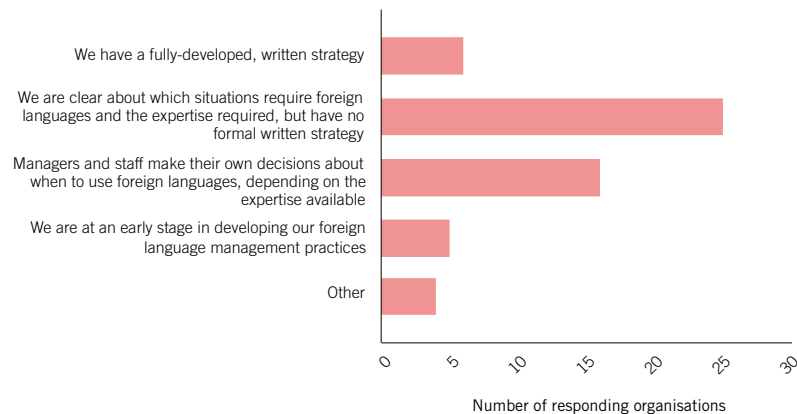 We have a fully-developed, written strategy
We are clear about which situations require foreign
languages and the expertise required, but have no
formal written strategy
Managers and staff make their own decisions about
when to use foreign languages, depending on the
expertise available
We are at an early stage in developing our foreign
language management practices
Other
0
5
10
15
20
25
30
Number of responding organisations